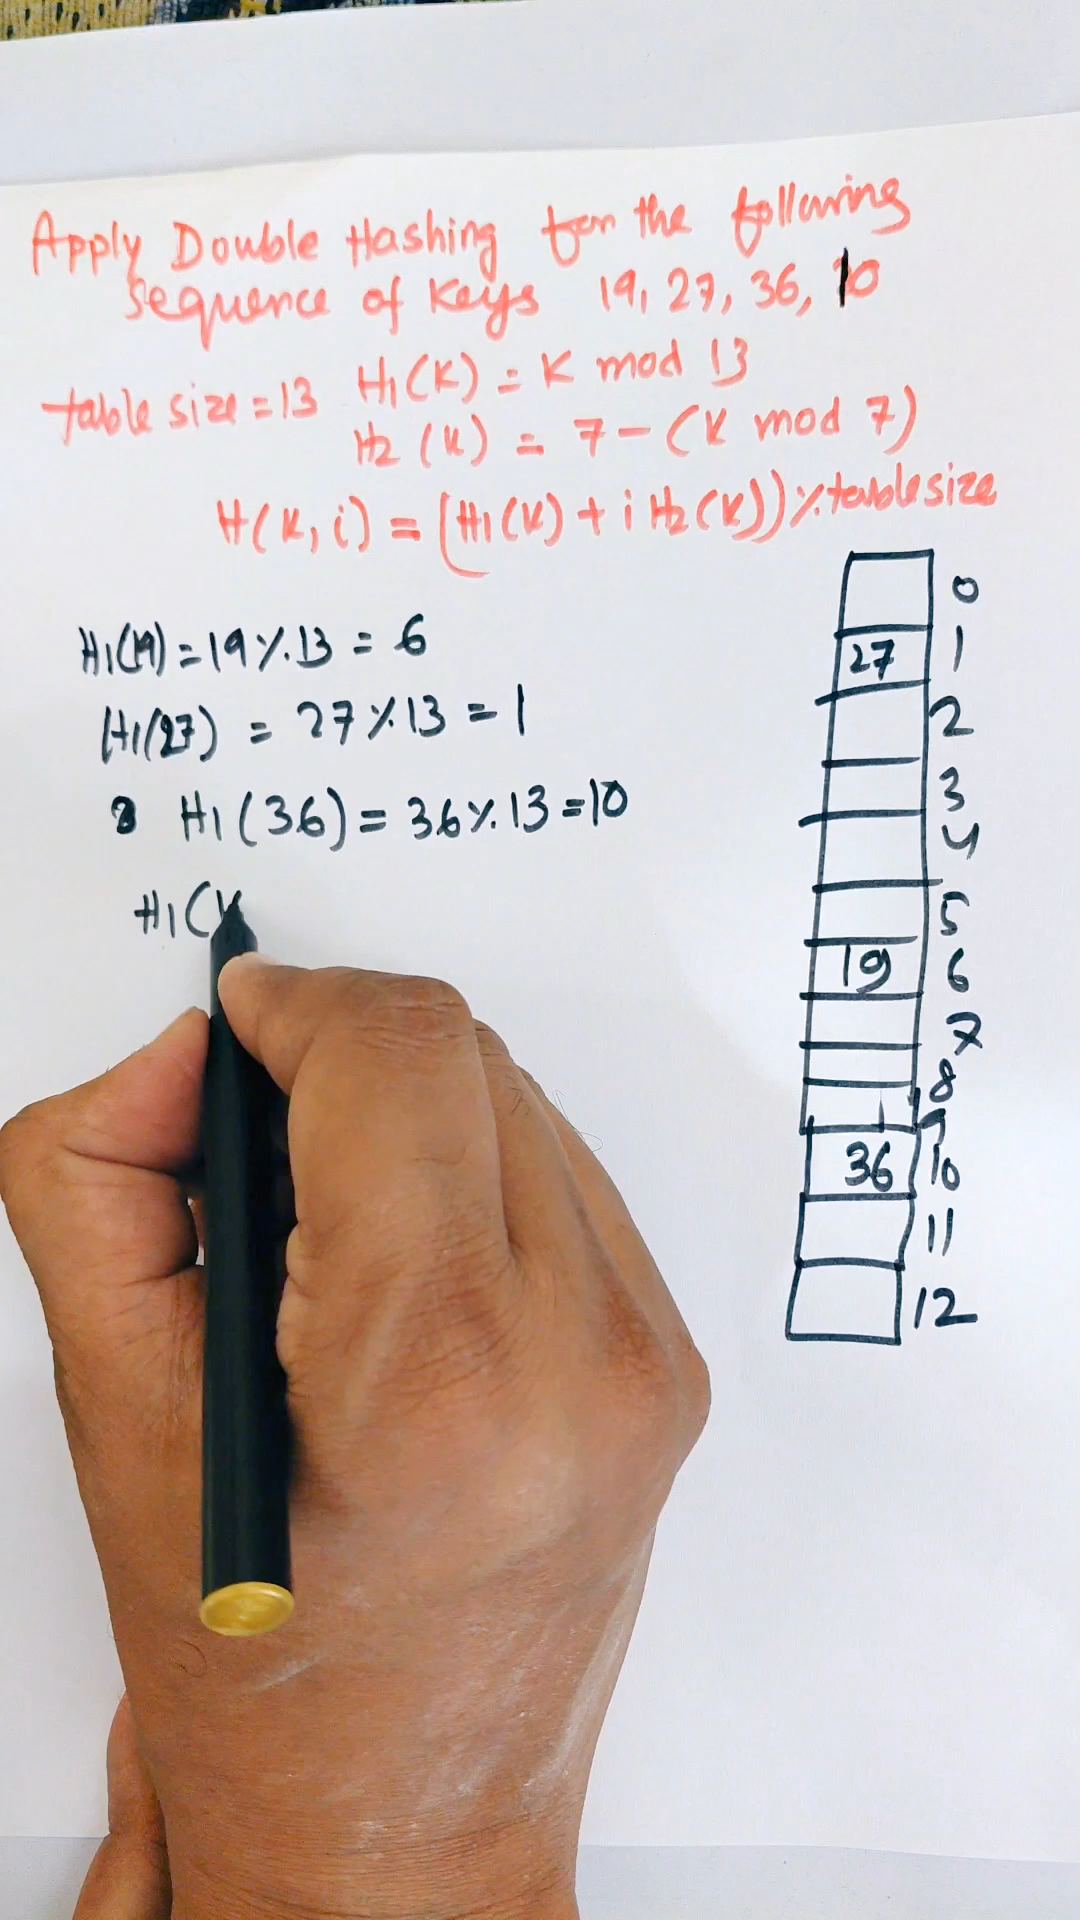 Apply Double Hashing for the following
sequence of Keys 19, 27, 36, 10
table size = 13 H1(K) = K mod 13
H2(K) = 7 - (K mod 7)
H(K, i) = (H1(K) + i H2(K)) % tablesize
H1(19) = 19 % 13 = 6
H1(27) = 27 % 13 = 1
H1(36) = 36 % 13 = 10
H1(
0
27 1
2
3
4
5
19 6
7
8
9
36 10
11
12